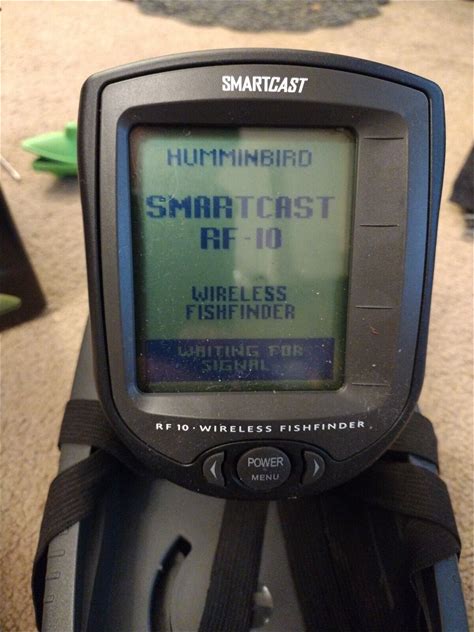 SMARTCAST
HUMMINBIRD
SMARTCAST
RF-10
WIRELESS
FISHFINDER
WAITING FOR
SIGNAL
RF 10 · WIRELESS FISHFINDER
POWER
MENU